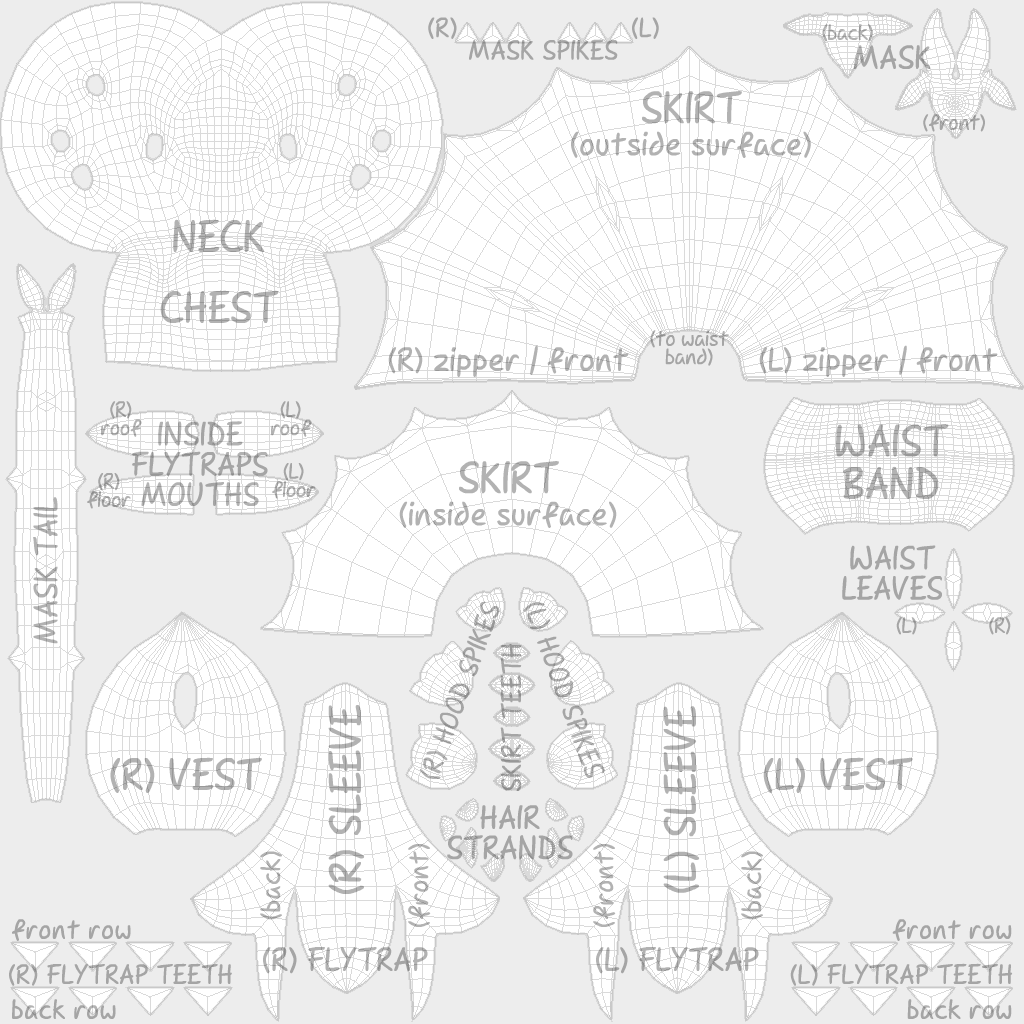 (R) (L)
MASK SPIKES
(back)
MASK
(front)
SKIRT
(outside surface)
NECK
CHEST
(to waist
band)
(R) zipper / front
(L) zipper / front
(R)
roof
(L)
roof
INSIDE
FLYTRAPS
MOUTHS
(R)
floor
(L)
floor
SKIRT
(inside surface)
WAIST
BAND
MASK TAIL
WAIST
LEAVES
(L)
(R)
(R) HOOD SPIKES
SKIRT TEETH
(L) HOOD SPIKES
(R) VEST
(R) SLEEVE
(L) SLEEVE
(L) VEST
HAIR
STRANDS
(back)
(front)
(front)
(back)
(R) FLYTRAP
(L) FLYTRAP
front row
(R) FLYTRAP TEETH
back row
front row
(L) FLYTRAP TEETH
back row